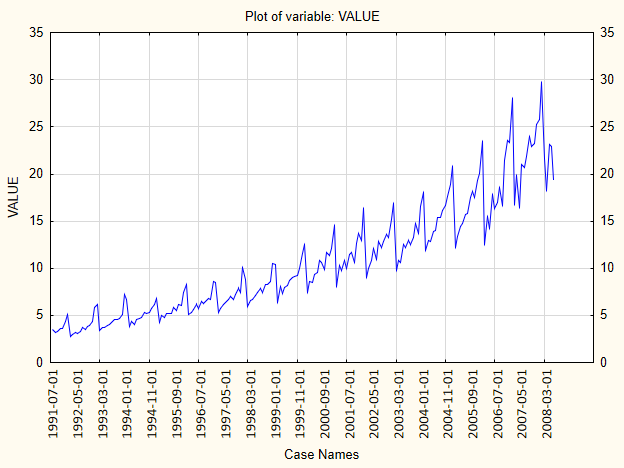 Plot of variable: VALUE
35 35
30 30
25 25
20 20
15 15
10 10
5 5
0 0
VALUE
1991-07-01 1992-05-01 1993-03-01 1994-01-01 1994-11-01 1995-09-01 1996-07-01 1997-05-01 1998-03-01 1999-01-01 1999-11-01 2000-09-01 2001-07-01 2002-05-01 2003-03-01 2004-01-01 2004-11-01 2005-09-01 2006-07-01 2007-05-01 2008-03-01
Case Names